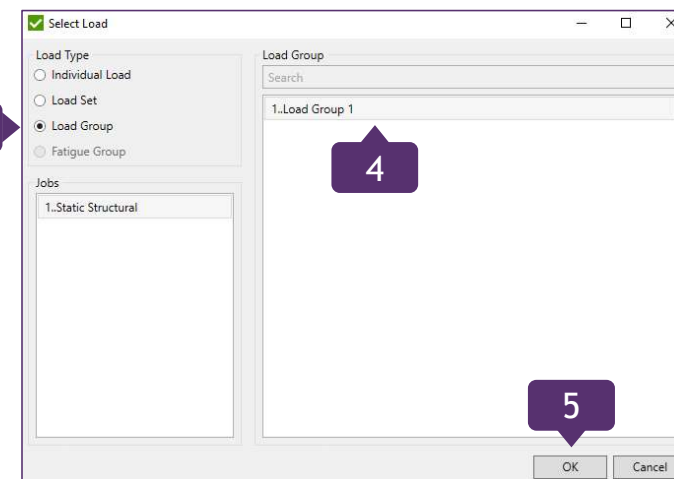 Select Load
Load Type
Individual Load
Load Set
Load Group
Fatigue Group
Jobs
1..Static Structural
Load Group
Search
1..Load Group 1
4
5
OK
Cancel